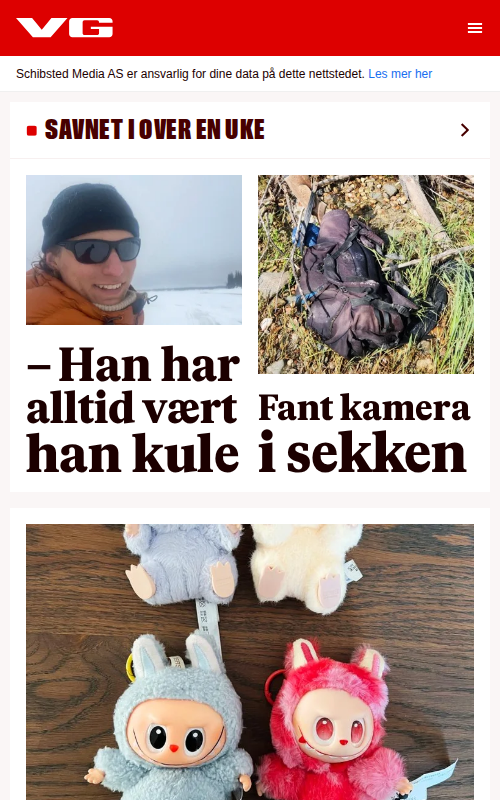 VG
Schibsted Media AS er ansvarlig for dine data på dette nettstedet. Les mer her
SAVNET I OVER EN UKE
– Han har
alltid vært
han kule
Fant kamera
i sekken